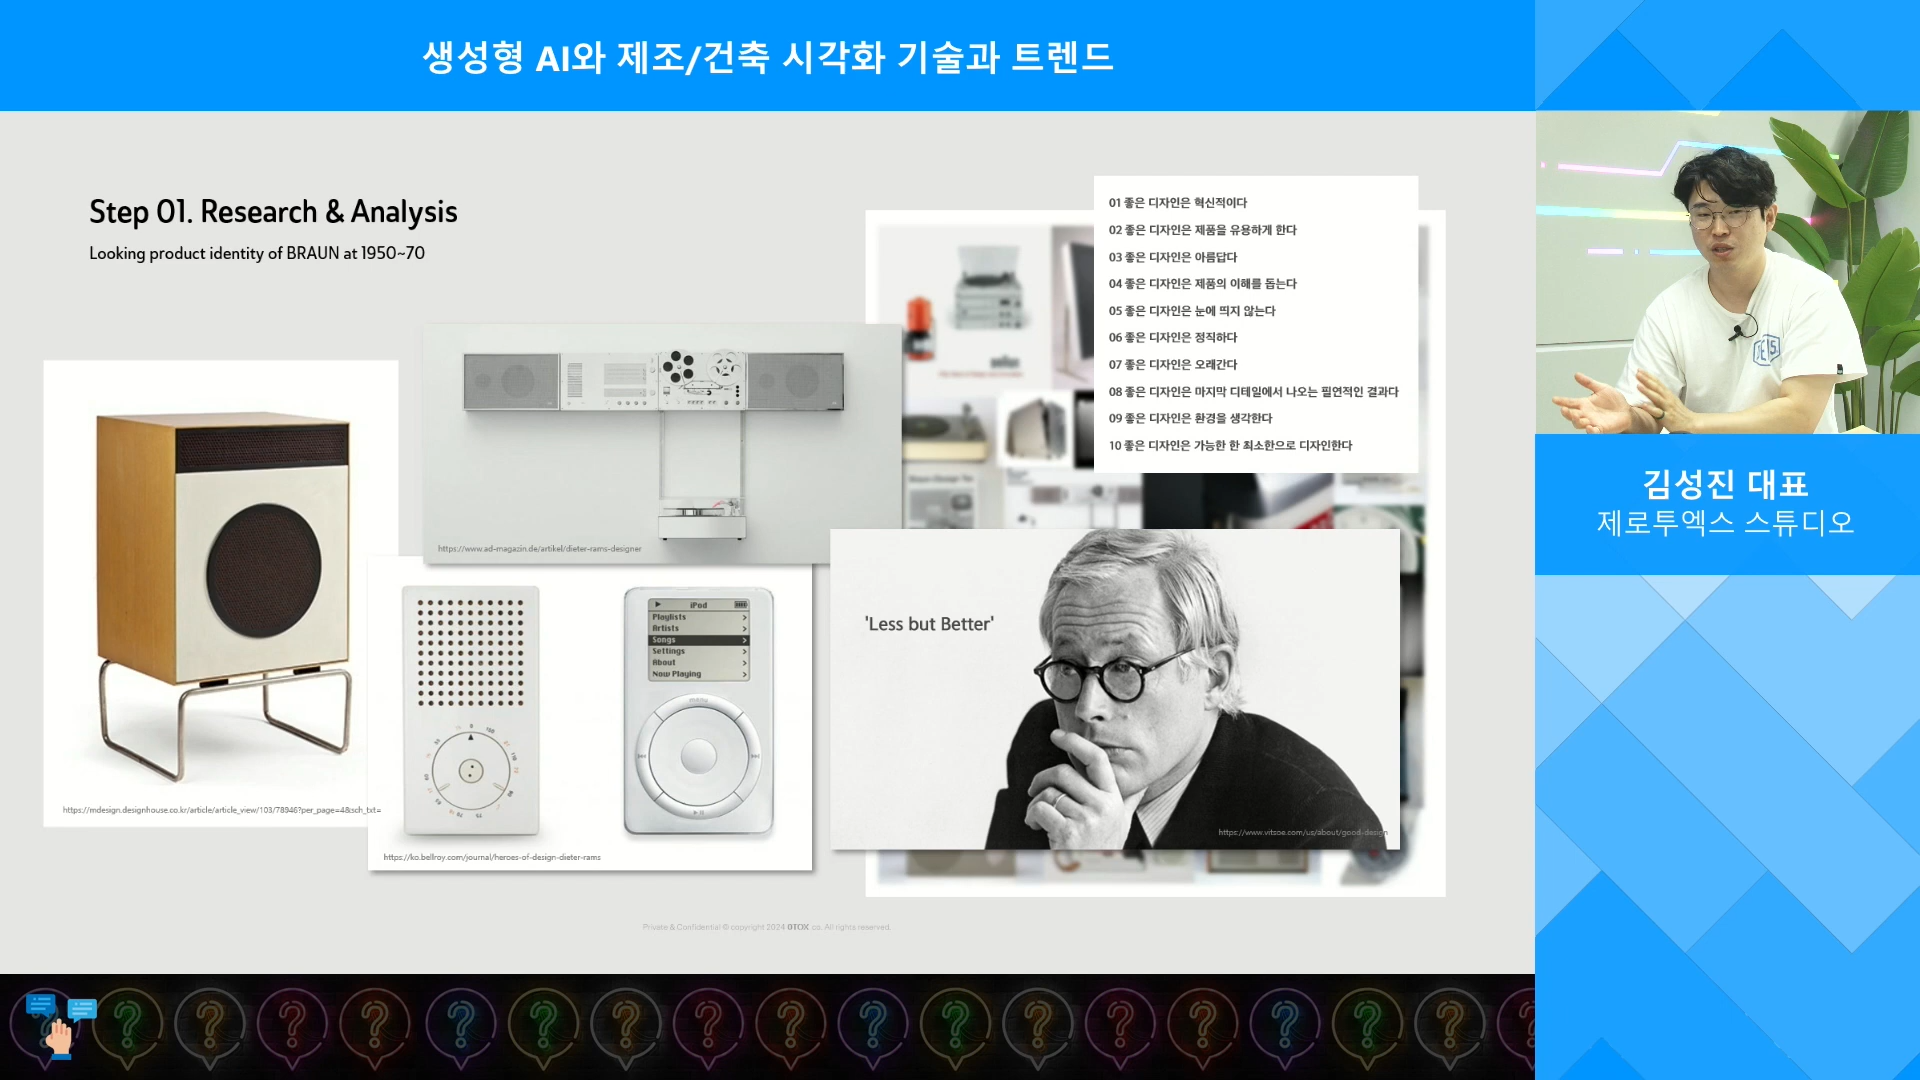 생성형 AI와 제조/건축 시각화 기술과 트렌드
Step 01. Research & Analysis
Looking product identity of BRAUN at 1950~70
01 좋은 디자인은 혁신적이다
02 좋은 디자인은 제품을 유용하게 한다
03 좋은 디자인은 아름답다
04 좋은 디자인은 제품의 이해를 돕는다
05 좋은 디자인은 눈에 띄지 않는다
06 좋은 디자인은 정직하다
07 좋은 디자인은 오래간다
08 좋은 디자인은 마지막 디테일에서 나오는 필연적인 결과다
09 좋은 디자인은 환경을 생각한다
10 좋은 디자인은 가능한 한 최소한으로 디자인한다
https://www.ad-magazin.de/artikel/dieter-rams-designer
https://mdesign.designhouse.co.kr/article/article_view/103/78946?per_page=4&sch_txt=
iPod
Playlists
Artists
Songs
Settings
About
Now Playing
https://ko.bellroy.com/journal/heroes-of-design-dieter-rams
'Less but Better'
https://www.vitsoe.com/us/about/good-design
김성진 대표
제로투엑스 스튜디오
Private & Confidential © copyright 2024 0TOX .co. All rights reserved.